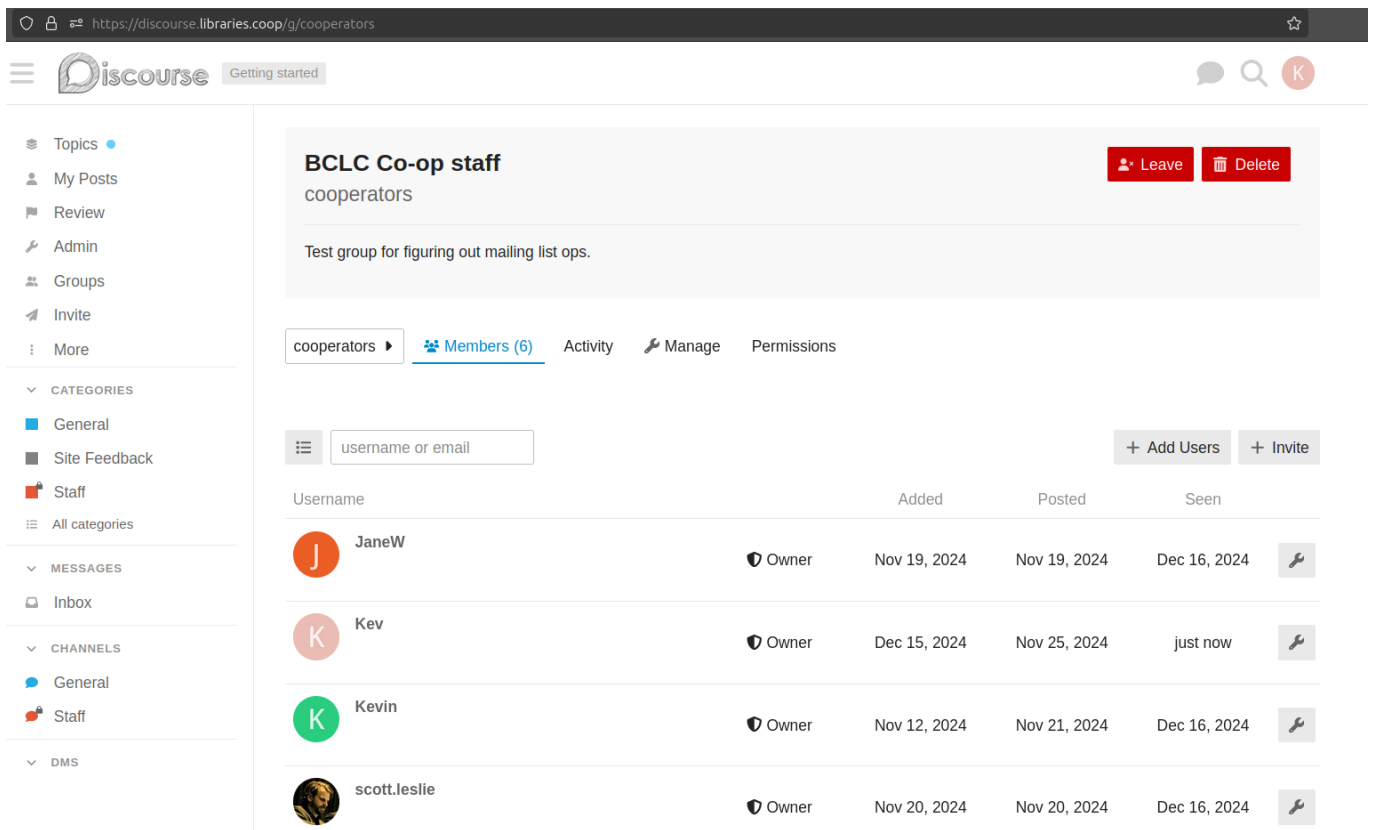 https://discourse.libraries.coop/g/cooperators
Discourse Getting started K
Topics
My Posts
Review
Admin
Groups
Invite
More
CATEGORIES
General
Site Feedback
Staff
All categories
MESSAGES
Inbox
CHANNELS
General
Staff
DMS
BCLC Co-op staff
cooperators
Leave Delete
Test group for figuring out mailing list ops.
cooperators Members (6) Activity Manage Permissions
username or email + Add Users + Invite
Username Added Posted Seen
J JaneW Owner Nov 19, 2024 Nov 19, 2024 Dec 16, 2024
K Kev Owner Dec 15, 2024 Nov 25, 2024 just now
K Kevin Owner Nov 12, 2024 Nov 21, 2024 Dec 16, 2024
scott.leslie Owner Nov 20, 2024 Nov 20, 2024 Dec 16, 2024